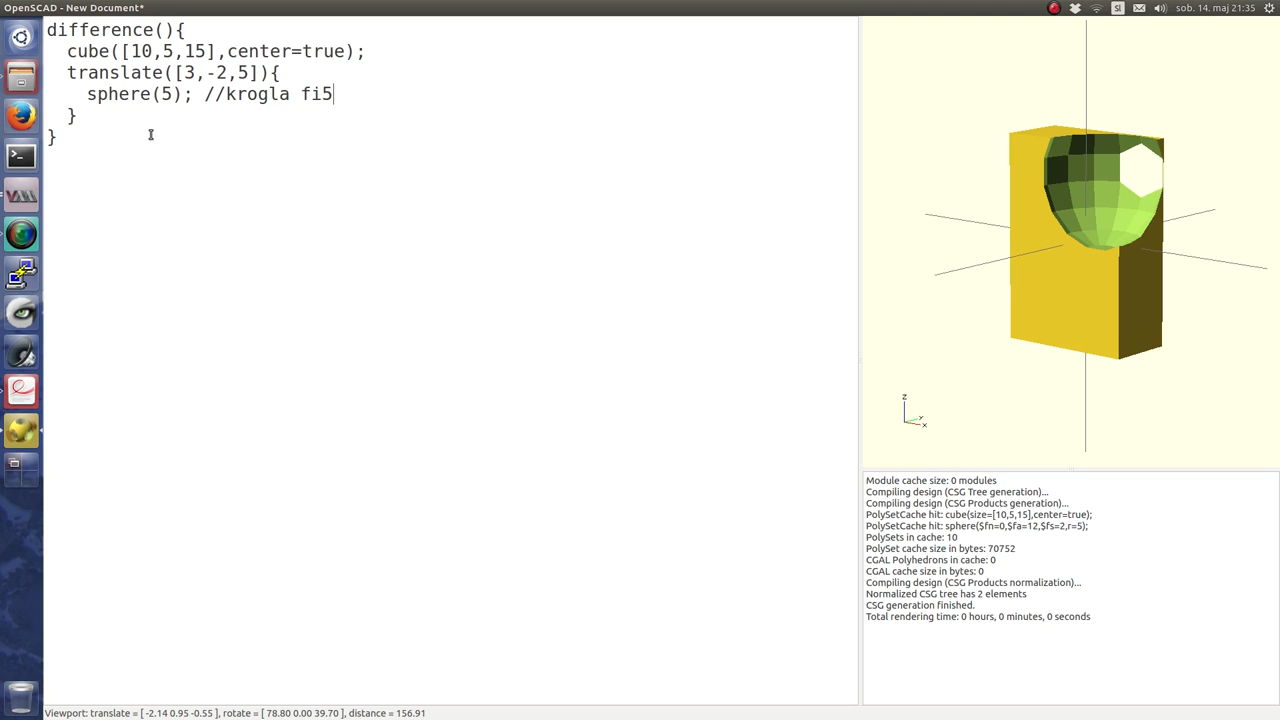 OpenSCAD - New Document*
Sl
sob. 14. maj 21:35
difference(){
cube([10,5,15],center=true);
translate([3,-2,5]){
sphere(5); //krogla fi5
}
}
Z
Y
X
Module cache size: 0 modules
Compiling design (CSG Tree generation)...
Compiling design (CSG Products generation)...
PolySetCache hit: cube(size=[10,5,15],center=true);
PolySetCache hit: sphere($fn=0,$fa=12,$fs=2,r=5);
PolySets in cache: 10
PolySet cache size in bytes: 70752
CGAL Polyhedrons in cache: 0
CGAL cache size in bytes: 0
Compiling design (CSG Products normalization)...
Normalized CSG tree has 2 elements
CSG generation finished.
Total rendering time: 0 hours, 0 minutes, 0 seconds
Viewport: translate = [ -2.14 0.95 -0.55 ], rotate = [ 78.80 0.00 39.70 ], distance = 156.91